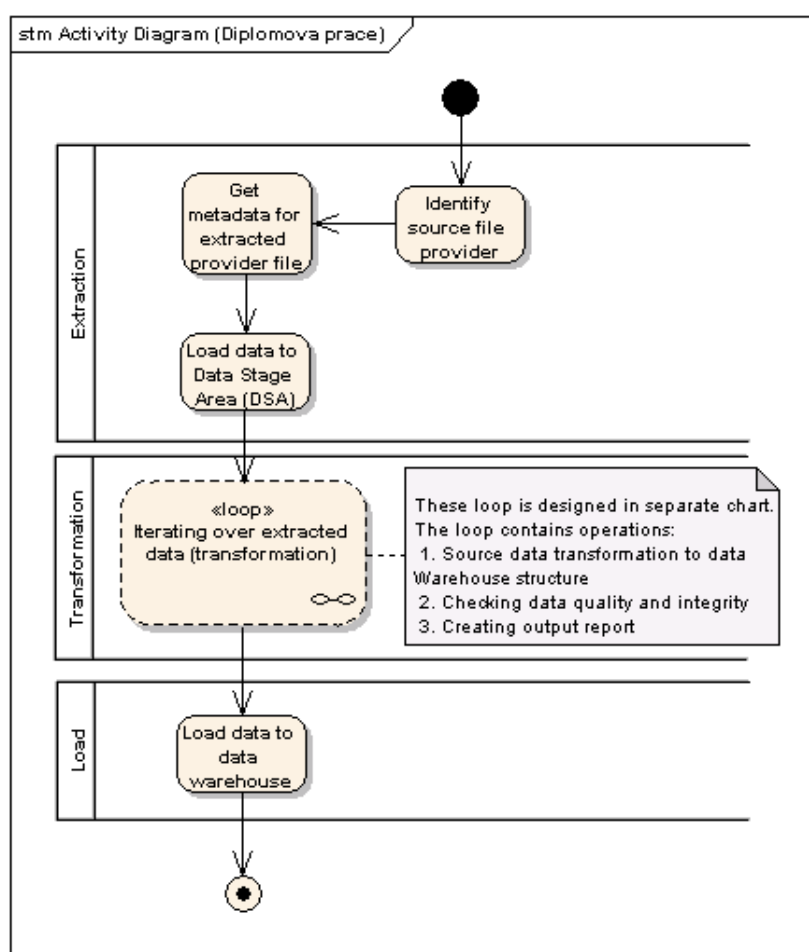 stm Activity Diagram (Diplomova prace)
Extraction
Identify
source file
provider
Get
metadata for
extracted
provider file
Load data to
Data Stage
Area (DSA)
Transformation
«loop»
Iterating over extracted
data (transformation)
These loop is designed in separate chart.
The loop contains operations:
1. Source data transformation to data
Warehouse structure
2. Checking data quality and integrity
3. Creating output report
Load
Load data to
data
warehouse